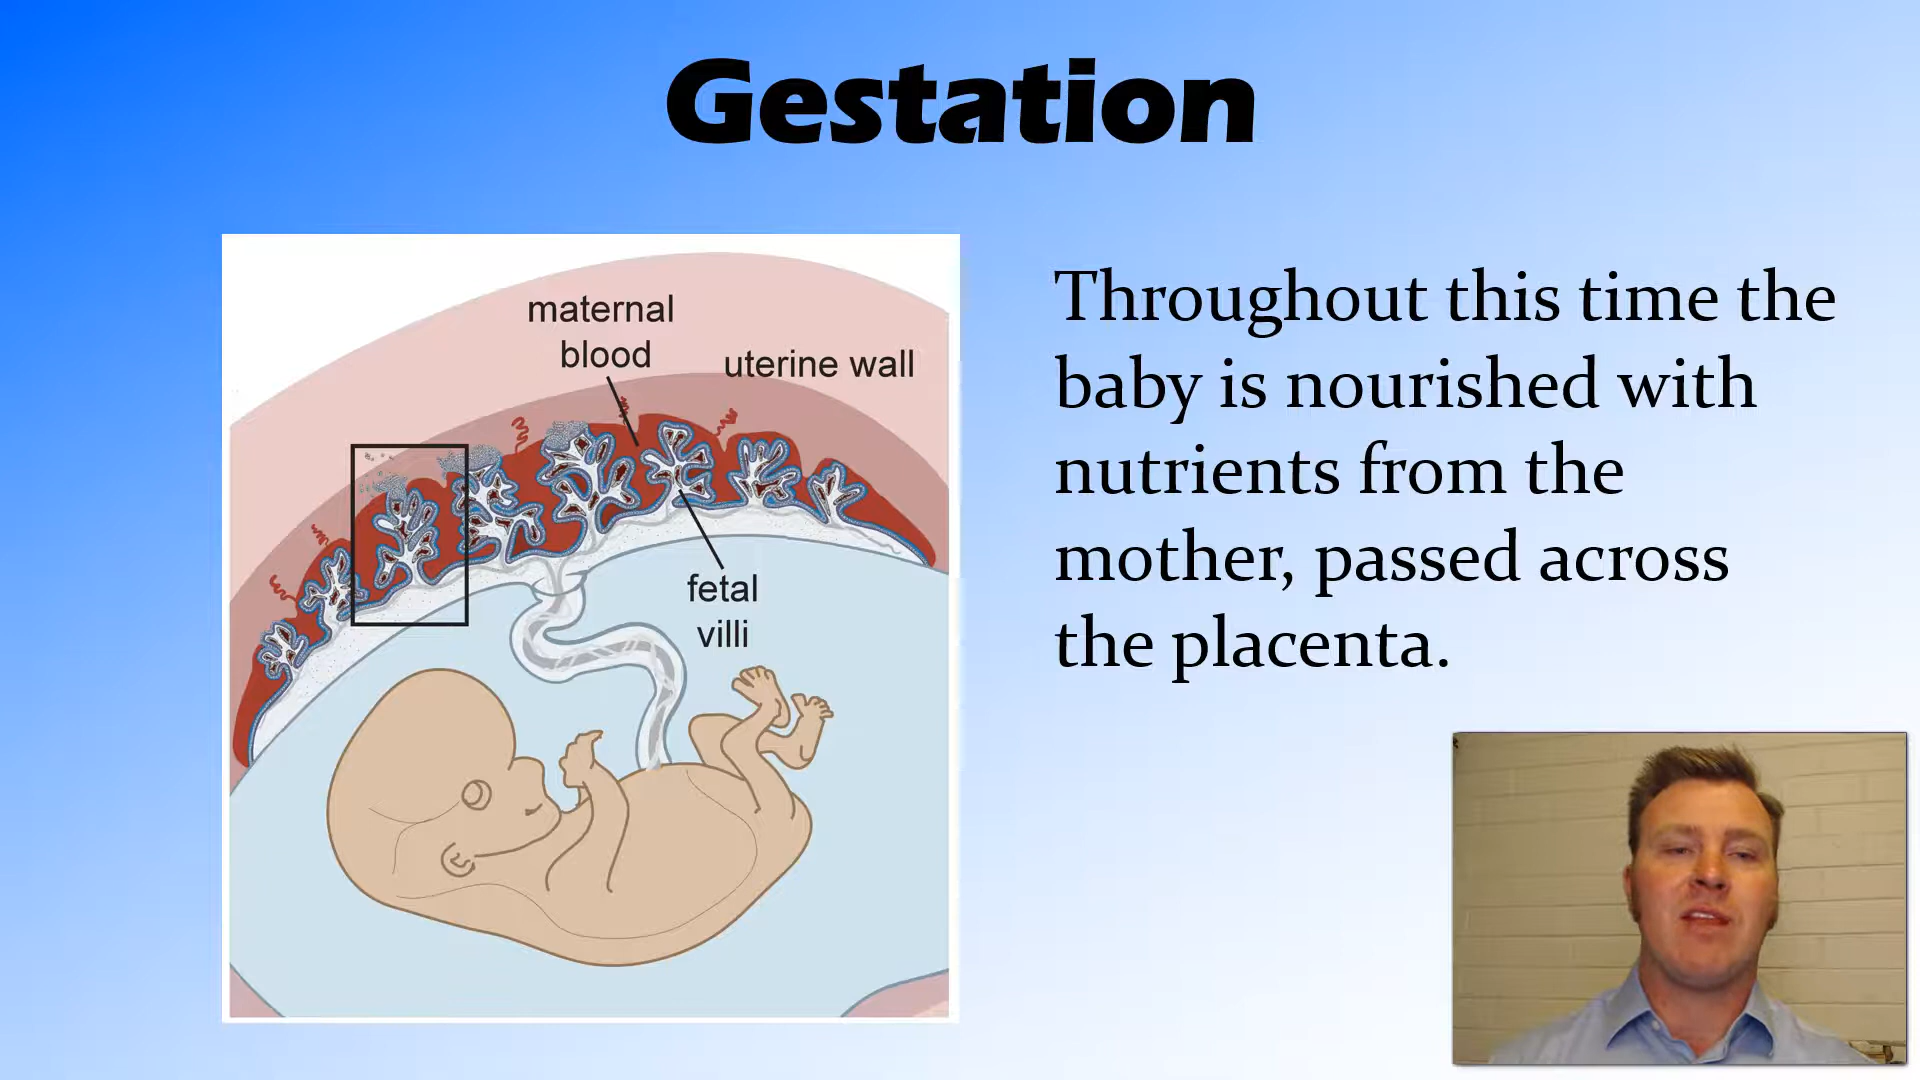 Gestation
maternal
blood
uterine wall
fetal
villi
Throughout this time the
baby is nourished with
nutrients from the
mother, passed across
the placenta.